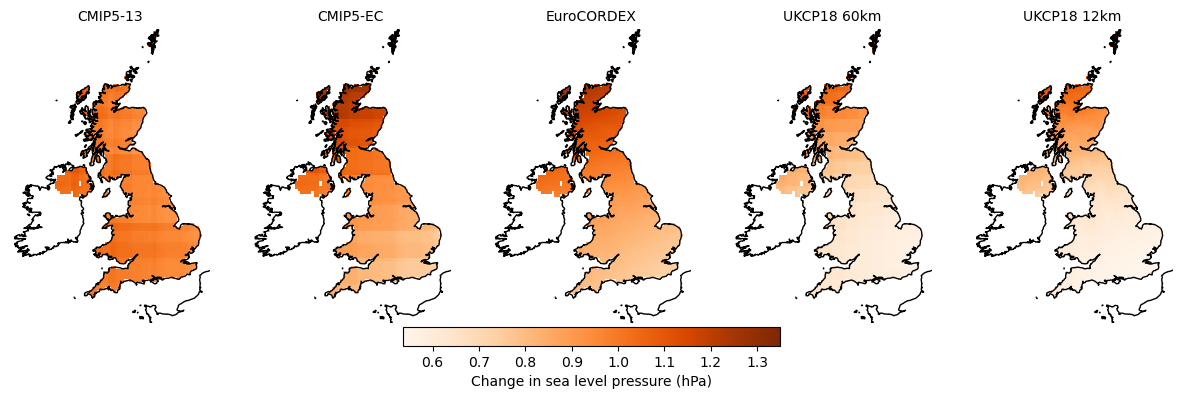 CMIP5-13 CMIP5-EC EuroCORDEX UKCP18 60km UKCP18 12km
0.6 0.7 0.8 0.9 1.0 1.1 1.2 1.3
Change in sea level pressure (hPa)